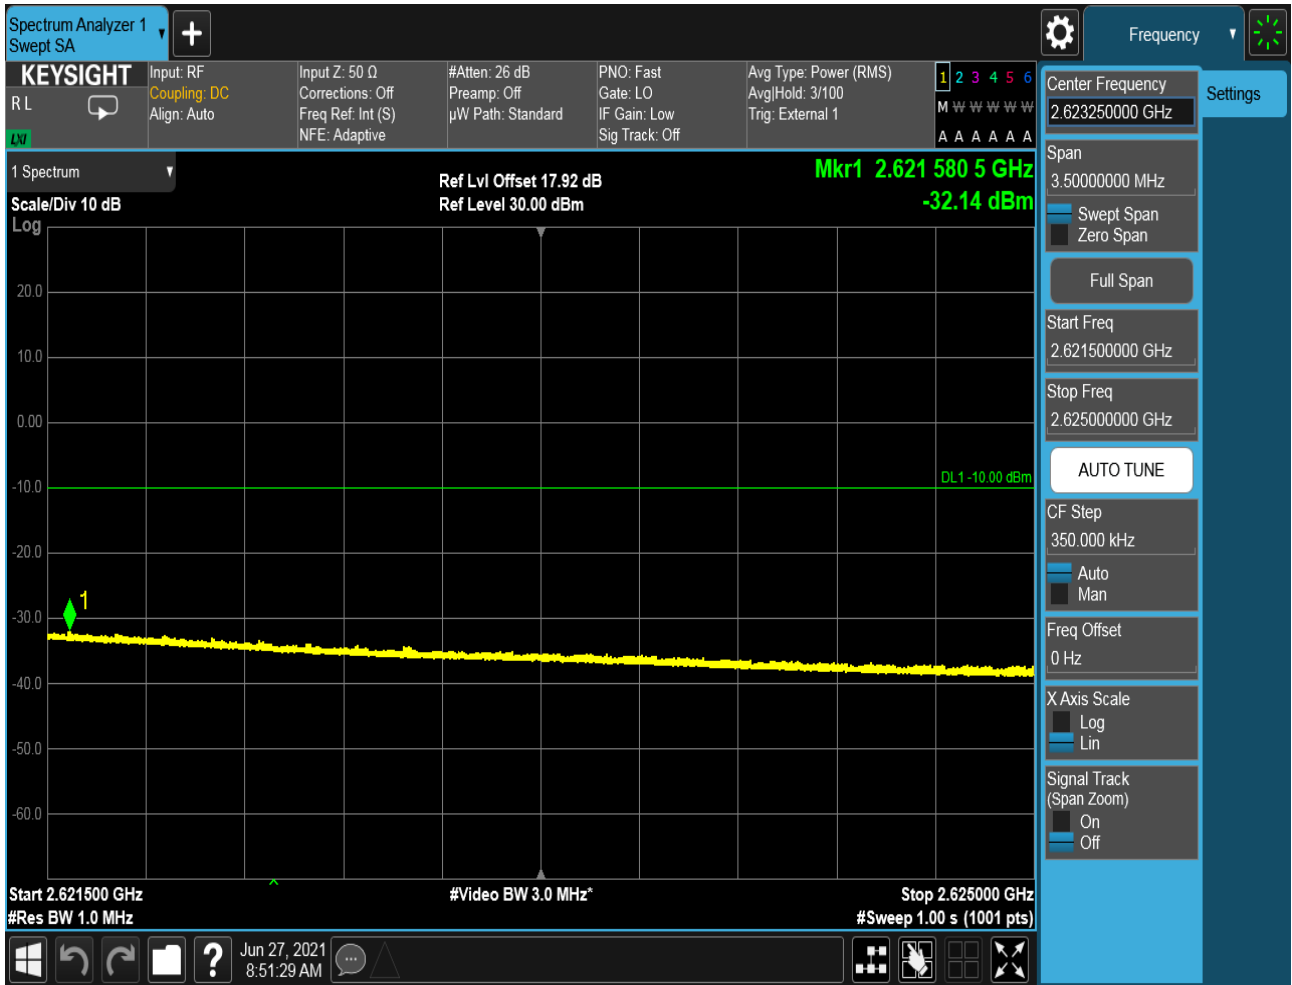 Spectrum Analyzer 1
Swept SA
Frequency
KEYSIGHT
R L
LXI
Input: RF
Coupling: DC
Align: Auto
Input Z: 50 Ω
Corrections: Off
Freq Ref: Int (S)
NFE: Adaptive
#Atten: 26 dB
Preamp: Off
µW Path: Standard
PNO: Fast
Gate: LO
IF Gain: Low
Sig Track: Off
Avg Type: Power (RMS)
Avg|Hold: 3/100
Trig: External 1
1 2 3 4 5 6
M W W W W W
A A A A A A
1 Spectrum
Scale/Div 10 dB
Log
Ref Lvl Offset 17.92 dB
Ref Level 30.00 dBm
Mkr1 2.621 580 5 GHz
-32.14 dBm
20.0
10.0
0.00
-10.0
-20.0
-30.0
-40.0
-50.0
-60.0
DL1 -10.00 dBm
1
Start 2.621500 GHz
#Res BW 1.0 MHz
#Video BW 3.0 MHz*
Stop 2.625000 GHz
#Sweep 1.00 s (1001 pts)
Jun 27, 2021
8:51:29 AM
?
Center Frequency
2.623250000 GHz
Settings
Span
3.50000000 MHz
Swept Span
Zero Span
Full Span
Start Freq
2.621500000 GHz
Stop Freq
2.625000000 GHz
AUTO TUNE
CF Step
350.000 kHz
Auto
Man
Freq Offset
0 Hz
X Axis Scale
Log
Lin
Signal Track
(Span Zoom)
On
Off